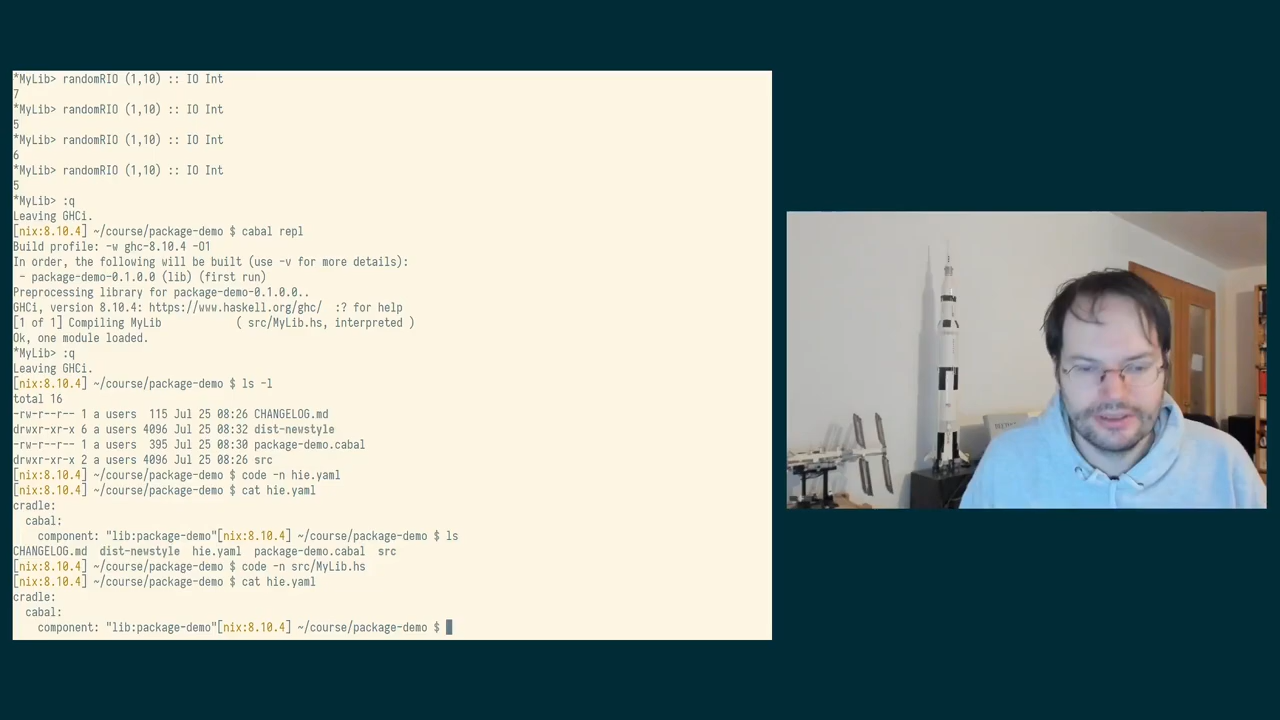 *MyLib> randomRIO (1,10) :: IO Int
7
*MyLib> randomRIO (1,10) :: IO Int
5
*MyLib> randomRIO (1,10) :: IO Int
6
*MyLib> randomRIO (1,10) :: IO Int
5
*MyLib> :q
Leaving GHCi.
[nix:8.10.4] ~/course/package-demo $ cabal repl
Build profile: -w ghc-8.10.4 -O1
In order, the following will be built (use -v for more details):
 - package-demo-0.1.0.0 (lib) (first run)
Preprocessing library for package-demo-0.1.0.0..
GHCi, version 8.10.4: https://www.haskell.org/ghc/  :? for help
[1 of 1] Compiling MyLib            ( src/MyLib.hs, interpreted )
Ok, one module loaded.
*MyLib> :q
Leaving GHCi.
[nix:8.10.4] ~/course/package-demo $ ls -l
total 16
-rw-r--r-- 1 a users  115 Jul 25 08:26 CHANGELOG.md
drwxr-xr-x 6 a users 4096 Jul 25 08:32 dist-newstyle
-rw-r--r-- 1 a users  395 Jul 25 08:30 package-demo.cabal
drwxr-xr-x 2 a users 4096 Jul 25 08:26 src
[nix:8.10.4] ~/course/package-demo $ code -n hie.yaml
[nix:8.10.4] ~/course/package-demo $ cat hie.yaml
cradle:
  cabal:
    component: "lib:package-demo"[nix:8.10.4] ~/course/package-demo $ ls
CHANGELOG.md  dist-newstyle  hie.yaml  package-demo.cabal  src
[nix:8.10.4] ~/course/package-demo $ code -n src/MyLib.hs
[nix:8.10.4] ~/course/package-demo $ cat hie.yaml
cradle:
  cabal:
    component: "lib:package-demo"[nix:8.10.4] ~/course/package-demo $